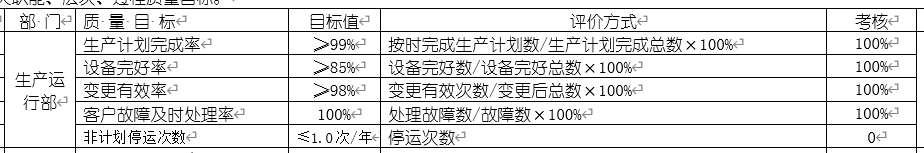 部 门 质 量 目 标 目标值 评价方式 考核
生产计划完成率 ≥99% 按时完成生产计划数/生产计划完成总数×100% 100%
设备完好率 ≥85% 设备完好数/设备完好总数×100% 100%
生产运行部 变更有效率 ≥98% 变更有效次数/变更后总数×100% 100%
客户故障及时处理率 100% 处理故障数/故障数×100% 100%
非计划停运次数 ≤1.0次/年 停运次数 0